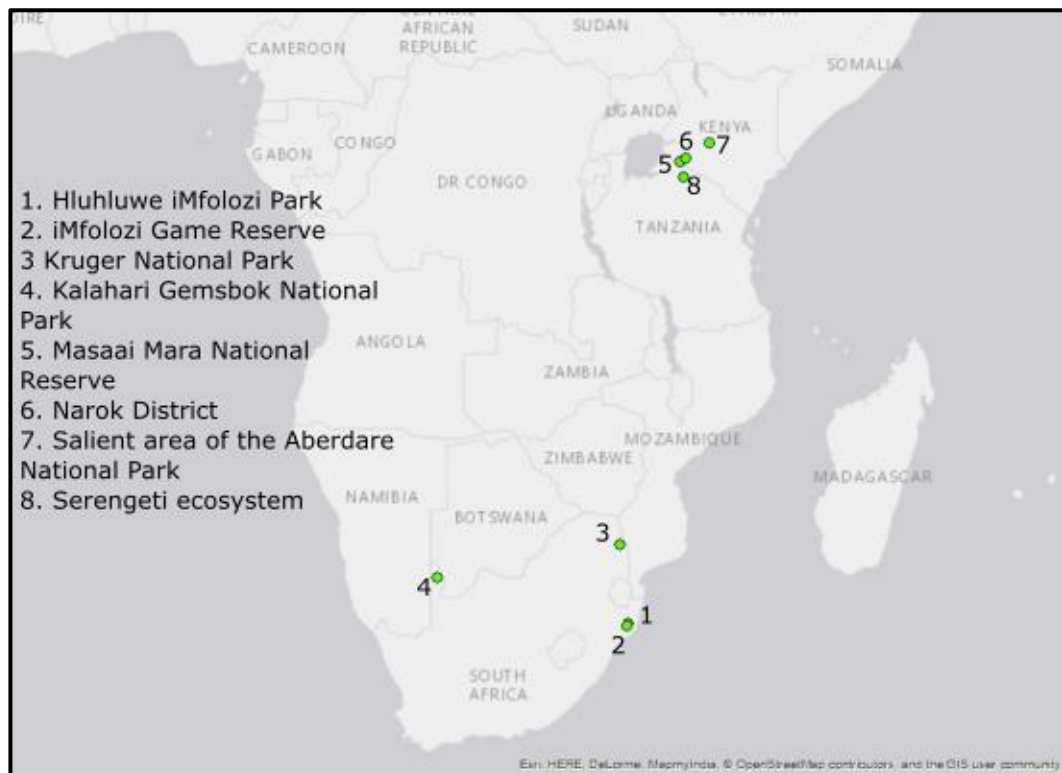 OIRE
CENTRAL
AFRICAN
REPUBLIC
SUDAN
ETHIOPIA
CAMEROON
SOMALIA
UGANDA
KENYA
CONGO
GABON
DR CONGO
6
7
5
8
TANZANIA
1. Hluhluwe iMfolozi Park
2. iMfolozi Game Reserve
3 Kruger National Park
4. Kalahari Gemsbok National
Park
5. Masaai Mara National
Reserve
6. Narok District
7. Salient area of the Aberdare
National Park
8. Serengeti ecosystem
ANGOLA
ZAMBIA
MOZAMBIQUE
ZIMBABWE
MADAGASCAR
NAMIBIA
BOTSWANA
3
4
1
2
SOUTH
AFRICA
Esri, HERE, DeLorme, MapmyIndia, © OpenStreetMap contributors, and the GIS user community